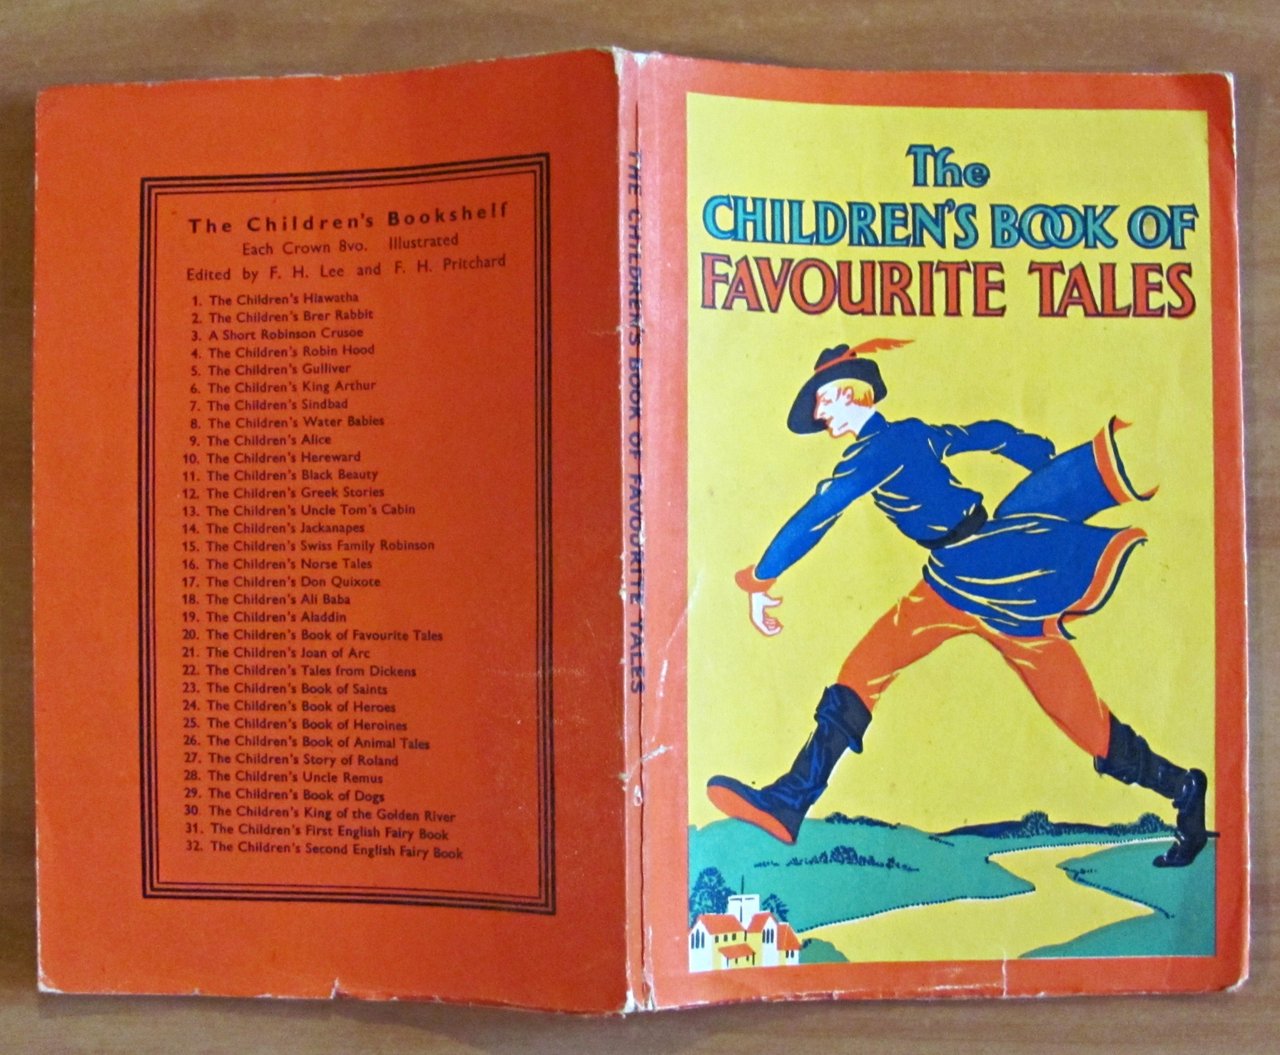 The Children's Bookshelf
Each Crown 8vo. Illustrated
Edited by F. H. Lee and F. H. Pritchard
1. The Children's Hiawatha
2. The Children's Brer Rabbit
3. A Short Robinson Crusoe
4. The Children's Robin Hood
5. The Children's Gulliver
6. The Children's King Arthur
7. The Children's Sindbad
8. The Children's Water Babies
9. The Children's Alice
10. The Children's Hereward
11. The Children's Black Beauty
12. The Children's Greek Stories
13. The Children's Uncle Tom's Cabin
14. The Children's Jackanapes
15. The Children's Swiss Family Robinson
16. The Children's Norse Tales
17. The Children's Don Quixote
18. The Children's Ali Baba
19. The Children's Aladdin
20. The Children's Book of Favourite Tales
21. The Children's Joan of Arc
22. The Children's Tales from Dickens
23. The Children's Book of Saints
24. The Children's Book of Heroes
25. The Children's Book of Heroines
26. The Children's Book of Animal Tales
27. The Children's Story of Roland
28. The Children's Uncle Remus
29. The Children's Book of Dogs
30. The Children's King of the Golden River
31. The Children's First English Fairy Book
32. The Children's Second English Fairy Book
THE CHILDREN'S BOOK OF FAVOURITE TALES
The
CHILDREN'S BOOK OF
FAVOURITE TALES